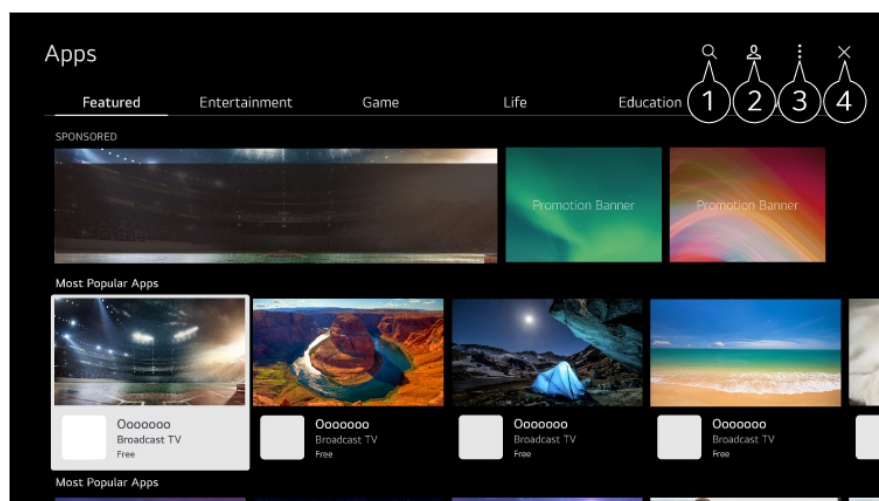 Apps
1 2 3 4
Featured Entertainment Game Life Education
SPONSORED
Promotion Banner Promotion Banner
Most Popular Apps
Ooooooo Ooooooo Ooooooo Ooooooo
Broadcast TV Broadcast TV Broadcast TV Broadcast TV
Free Free Free Free
Most Popular Apps